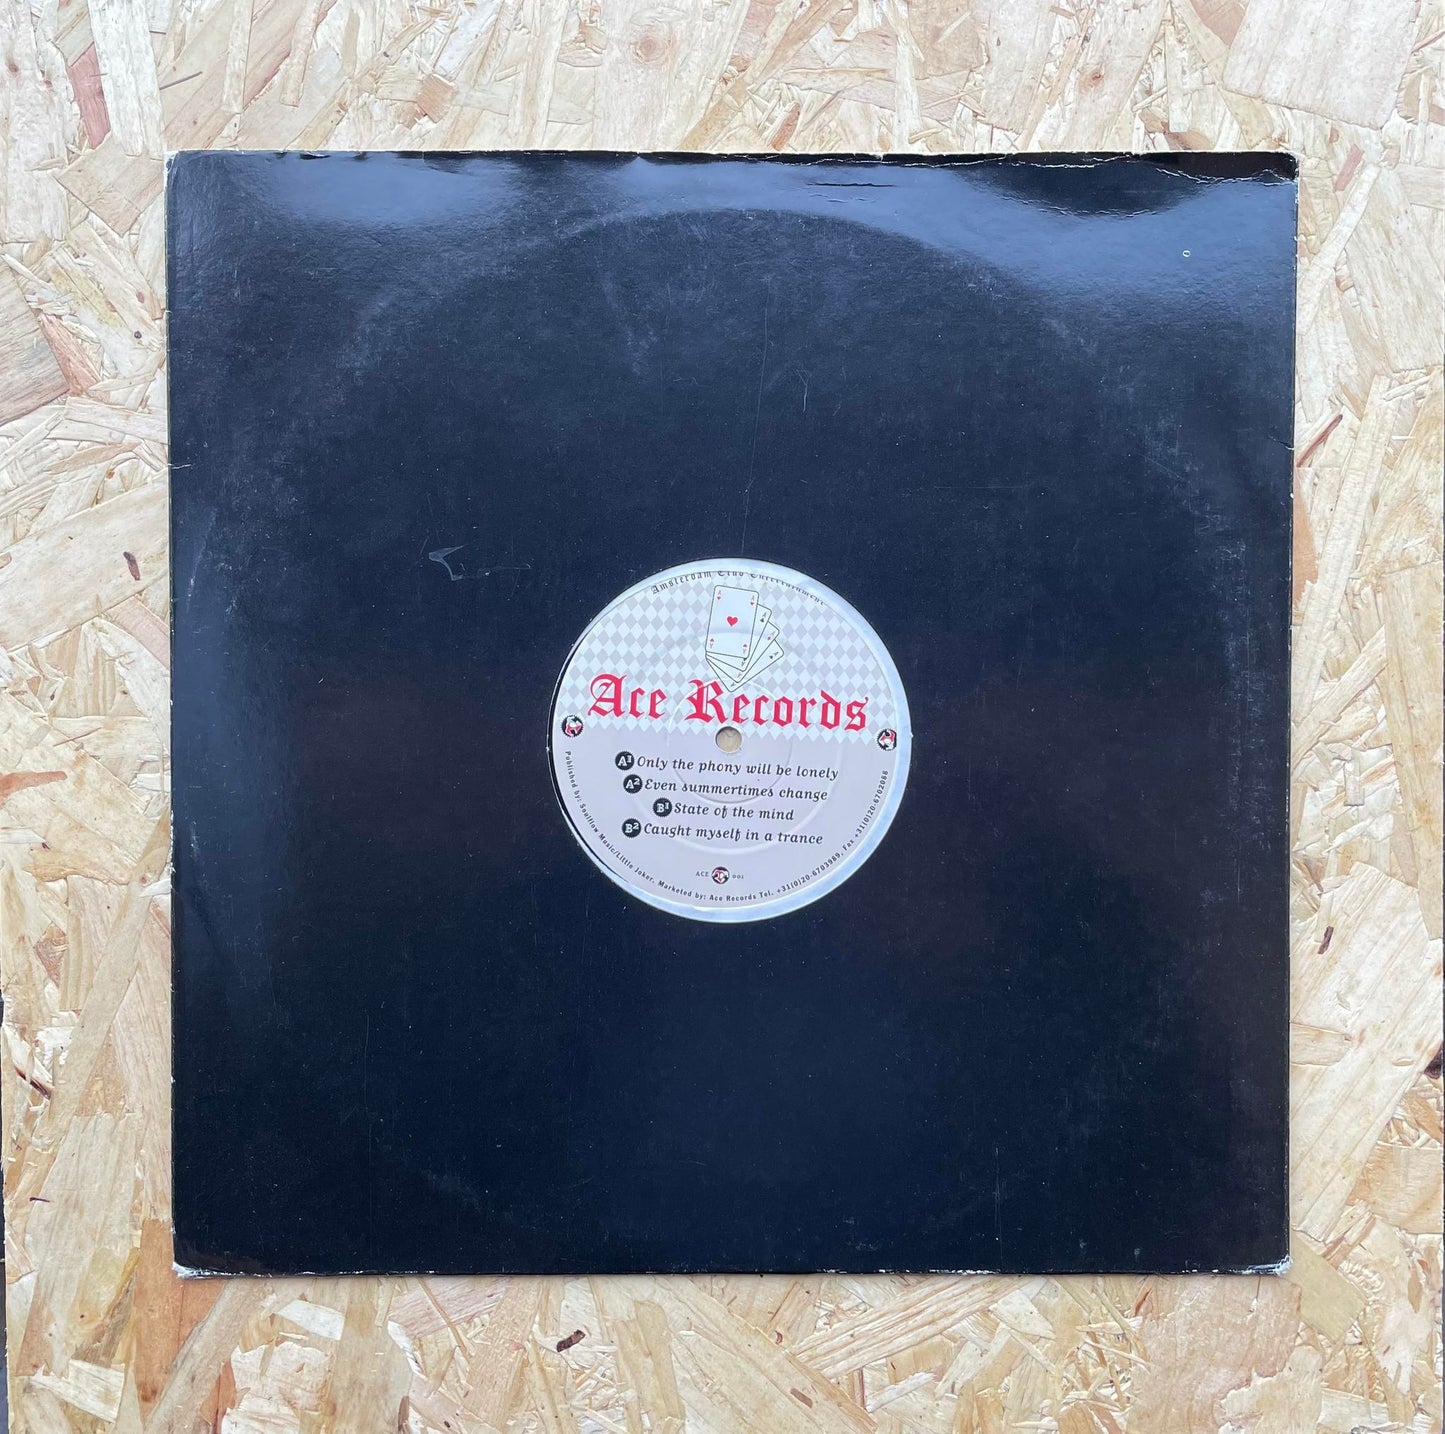 Amsterdam Club Entertainment
Ace Records
A1 Only the phony will be lonely
A2 Even summertimes change
B1 State of the mind
B2 Caught myself in a trance
ACE 001
Published by: Soulflow Music/Little Joker. Marketed by: Ace Records Tel. +31(0)20-6703989, Fax +31(0)20-6702088